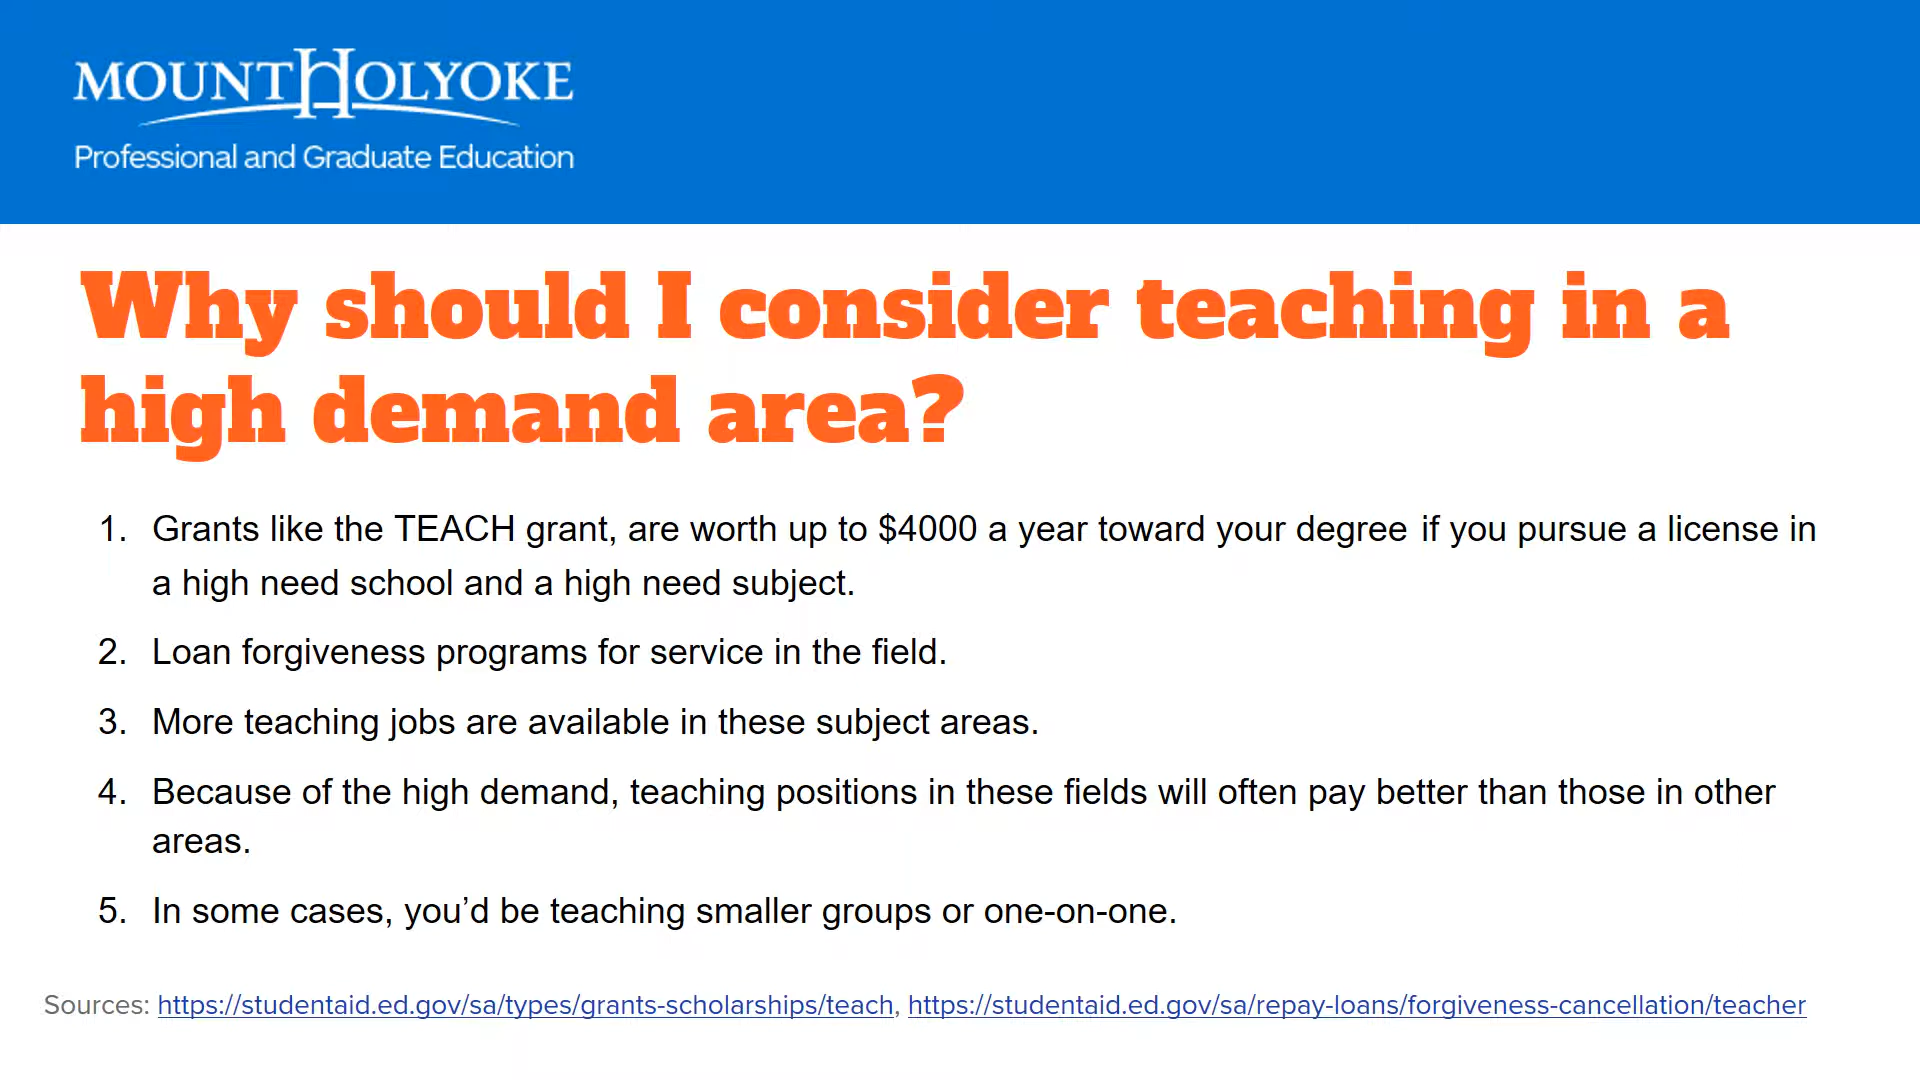 MOUNT HOLYOKE
Professional and Graduate Education
Why should I consider teaching in a
high demand area?
1. Grants like the TEACH grant, are worth up to $4000 a year toward your degree if you pursue a license in
a high need school and a high need subject.
2. Loan forgiveness programs for service in the field.
3. More teaching jobs are available in these subject areas.
4. Because of the high demand, teaching positions in these fields will often pay better than those in other
areas.
5. In some cases, you’d be teaching smaller groups or one-on-one.
Sources: https://studentaid.ed.gov/sa/types/grants-scholarships/teach, https://studentaid.ed.gov/sa/repay-loans/forgiveness-cancellation/teacher